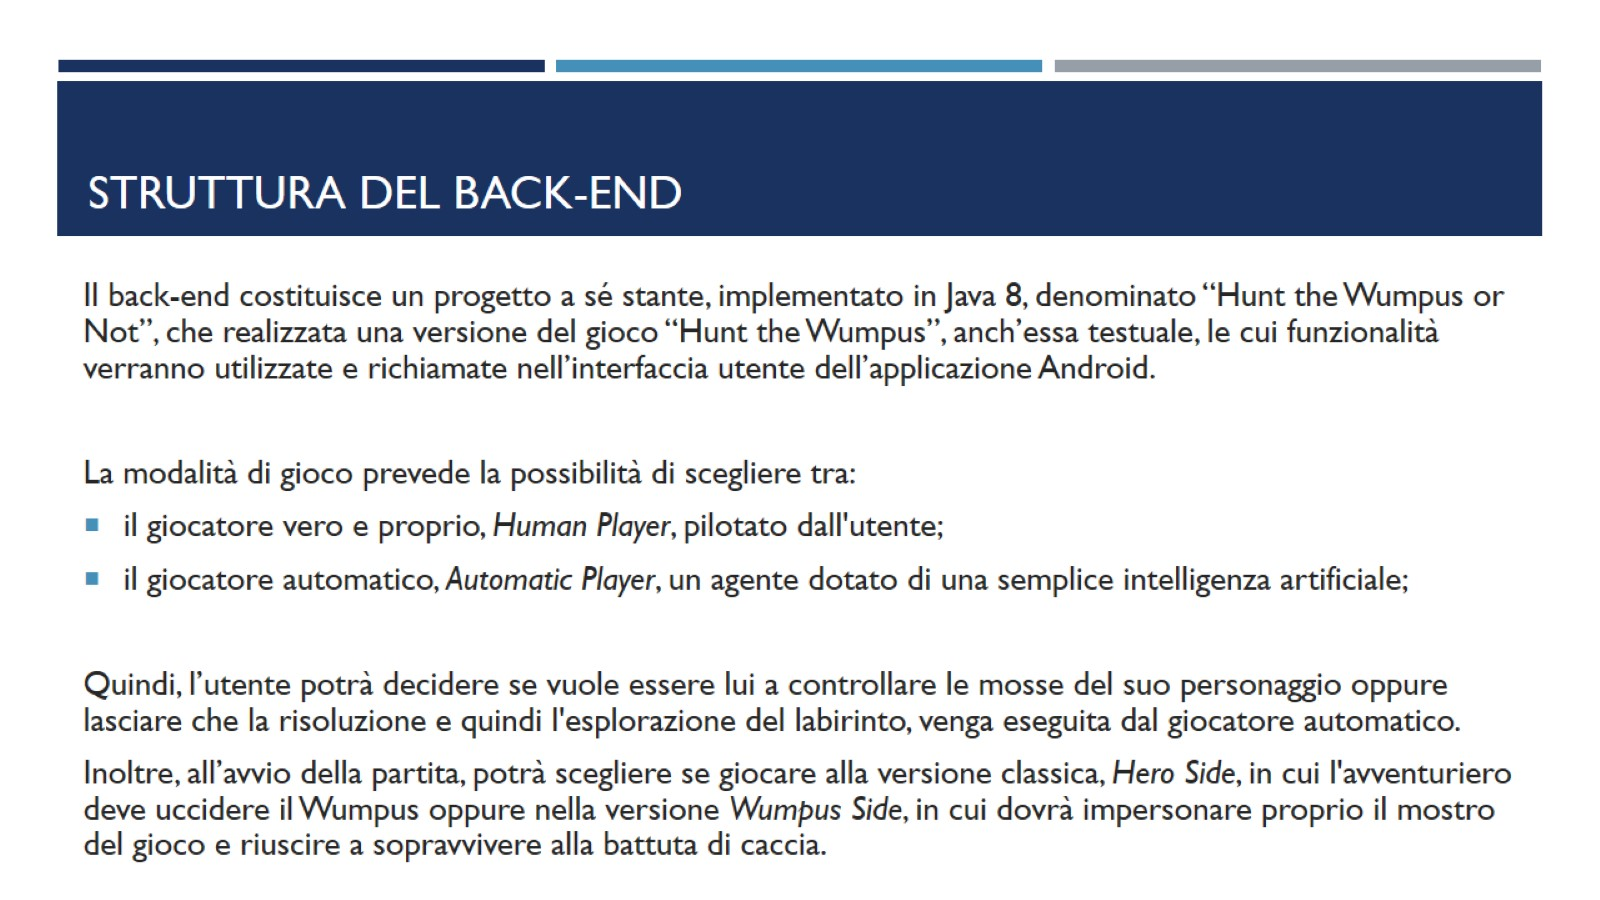 STRUTTURA DEL BACK-END
Il back-end costituisce un progetto a sé stante, implementato in Java 8, denominato “Hunt the Wumpus or
Not”, che realizzata una versione del gioco “Hunt the Wumpus”, anch’essa testuale, le cui funzionalità
verranno utilizzate e richiamate nell’interfaccia utente dell’applicazione Android.
La modalità di gioco prevede la possibilità di scegliere tra:
il giocatore vero e proprio, Human Player, pilotato dall'utente;
il giocatore automatico, Automatic Player, un agente dotato di una semplice intelligenza artificiale;
Quindi, l’utente potrà decidere se vuole essere lui a controllare le mosse del suo personaggio oppure
lasciare che la risoluzione e quindi l'esplorazione del labirinto, venga eseguita dal giocatore automatico.
Inoltre, all’avvio della partita, potrà scegliere se giocare alla versione classica, Hero Side, in cui l'avventuriero
deve uccidere il Wumpus oppure nella versione Wumpus Side, in cui dovrà impersonare proprio il mostro
del gioco e riuscire a sopravvivere alla battuta di caccia.